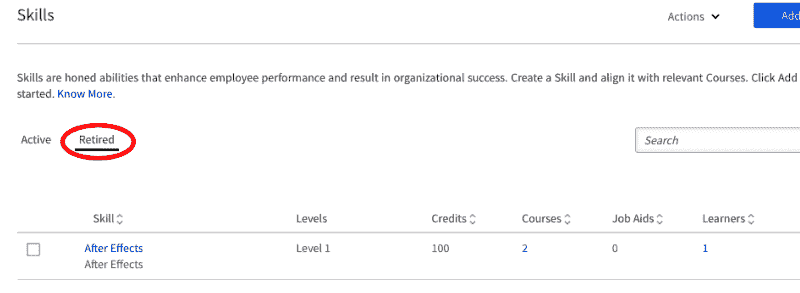 Skills
Actions
Add
Skills are honed abilities that enhance employee performance and result in organizational success. Create a Skill and align it with relevant Courses. Click Add
started. Know More.
Active Retired
Search
Skill Levels Credits Courses Job Aids Learners
After Effects Level 1 100 2 0 1
After Effects